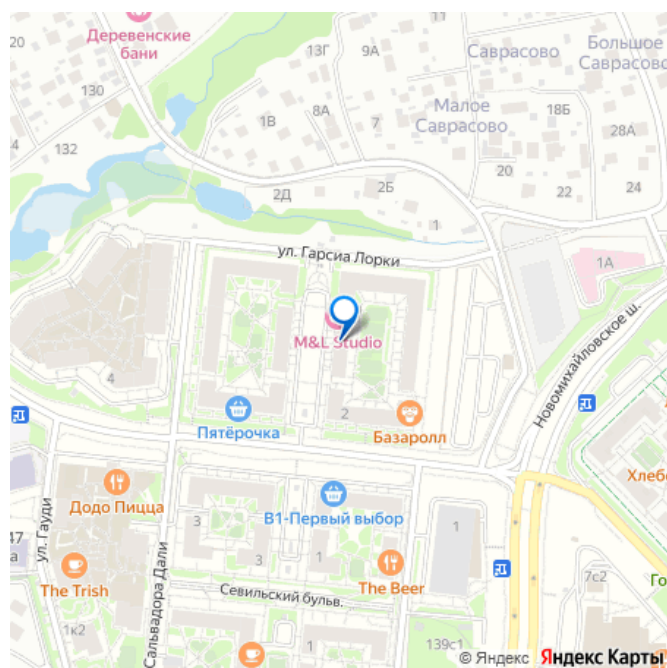 Деревенские
бани
13Г
9А
Саврасово
Большое
Саврасово
130
1В
8А
7
Малое
Саврасово
18Б
28А
132
2Д
2Б
20
22
24
1
ул. Гарсиа Лорки
1А
Новомихайловское ш.
M&L Studio
4
2
Пятёрочка
Базаролл
Додо Пицца
В1-Первый выбор
47
ул. Гауди
3
3
1
1
The Trish
The Beer
Сальвадора Дали
Севильский бульв.
7с2
1к2
1
139с1
© Яндекс Яндекс Карты